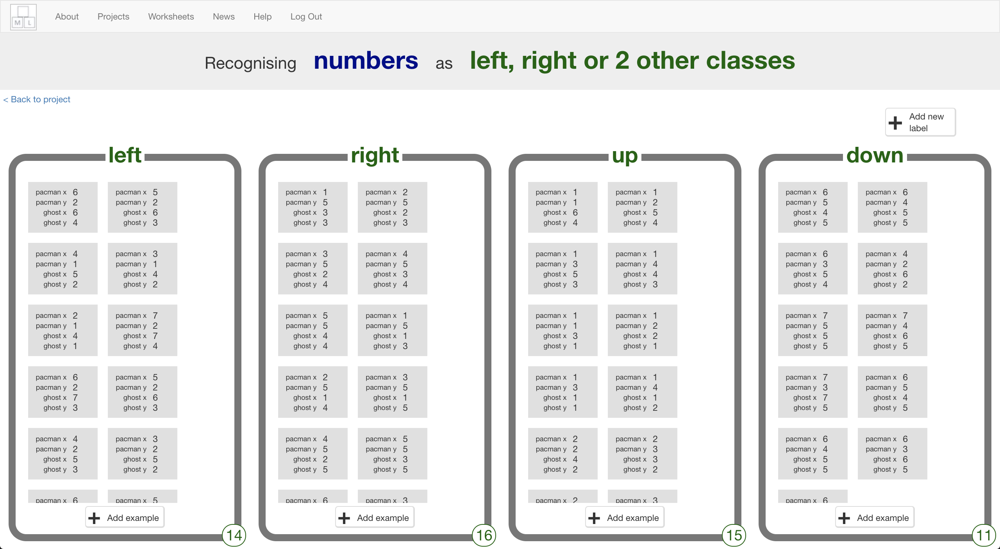 M L
About Projects Worksheets News Help Log Out
Recognising numbers as left, right or 2 other classes
< Back to project
Add new
label
left
pacman x 6
pacman y 2
ghost x 6
ghost y 4
pacman x 5
pacman y 2
ghost x 6
ghost y 3
pacman x 4
pacman y 1
ghost x 5
ghost y 2
pacman x 3
pacman y 1
ghost x 4
ghost y 2
pacman x 2
pacman y 1
ghost x 4
ghost y 1
pacman x 7
pacman y 2
ghost x 7
ghost y 4
pacman x 6
pacman y 2
ghost x 7
ghost y 3
pacman x 5
pacman y 2
ghost x 6
ghost y 3
pacman x 4
pacman y 2
ghost x 5
ghost y 3
pacman x 3
pacman y 2
ghost x 5
ghost y 2
pacman x 6
pacman x 5
Add example
14
right
pacman x 1
pacman y 5
ghost x 3
ghost y 3
pacman x 2
pacman y 5
ghost x 2
ghost y 3
pacman x 3
pacman y 5
ghost x 2
ghost y 4
pacman x 4
pacman y 5
ghost x 3
ghost y 4
pacman x 5
pacman y 5
ghost x 4
ghost y 4
pacman x 1
pacman y 5
ghost x 1
ghost y 3
pacman x 2
pacman y 5
ghost x 1
ghost y 4
pacman x 3
pacman y 5
ghost x 1
ghost y 5
pacman x 4
pacman y 5
ghost x 2
ghost y 5
pacman x 5
pacman y 5
ghost x 3
ghost y 5
pacman x 6
pacman x 3
Add example
16
up
pacman x 1
pacman y 1
ghost x 6
ghost y 4
pacman x 1
pacman y 2
ghost x 5
ghost y 4
pacman x 1
pacman y 3
ghost x 5
ghost y 3
pacman x 1
pacman y 4
ghost x 4
ghost y 3
pacman x 1
pacman y 1
ghost x 3
ghost y 1
pacman x 1
pacman y 2
ghost x 2
ghost y 1
pacman x 1
pacman y 3
ghost x 1
ghost y 1
pacman x 1
pacman y 4
ghost x 1
ghost y 2
pacman x 2
pacman y 2
ghost x 4
ghost y 2
pacman x 2
pacman y 3
ghost x 3
ghost y 2
pacman x 2
pacman x 3
Add example
15
down
pacman x 6
pacman y 5
ghost x 4
ghost y 5
pacman x 6
pacman y 4
ghost x 5
ghost y 5
pacman x 6
pacman y 3
ghost x 5
ghost y 4
pacman x 4
pacman y 2
ghost x 6
ghost y 2
pacman x 7
pacman y 5
ghost x 5
ghost y 5
pacman x 7
pacman y 4
ghost x 6
ghost y 5
pacman x 7
pacman y 3
ghost x 7
ghost y 5
pacman x 6
pacman y 5
ghost x 4
ghost y 5
pacman x 6
pacman y 4
ghost x 5
ghost y 5
pacman x 6
pacman y 3
ghost x 6
ghost y 5
pacman x 6
Add example
11